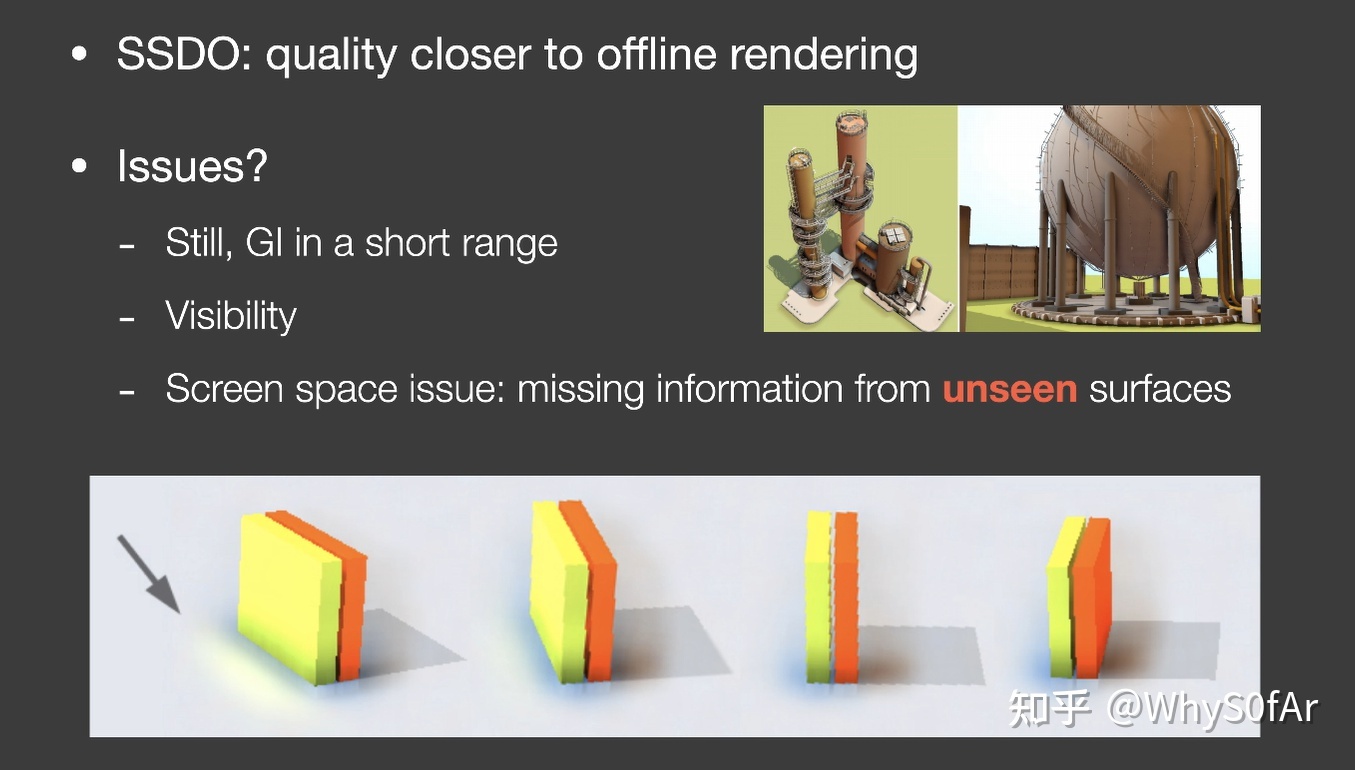 • SSDO: quality closer to offline rendering
• Issues?
- Still, GI in a short range
- Visibility
- Screen space issue: missing information from unseen surfaces
知乎 @WhyS0fAr